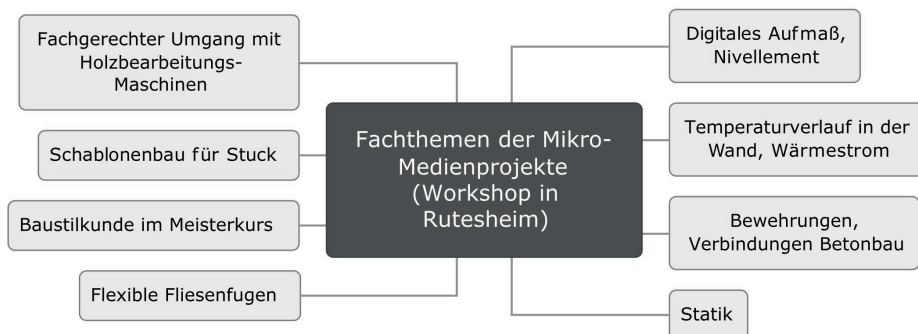 Fachgerechter Umgang mit
Holzbearbeitungs-
Maschinen
Schablonenbau für Stuck
Baustilkunde im Meisterkurs
Flexible Fliesenfugen
Fachthemen der Mikro-
Medienprojekte
(Workshop in
Rutesheim)
Digitales Aufmaß,
Nivellement
Temperaturverlauf in der
Wand, Wärmestrom
Bewehrungen,
Verbindungen Betonbau
Statik